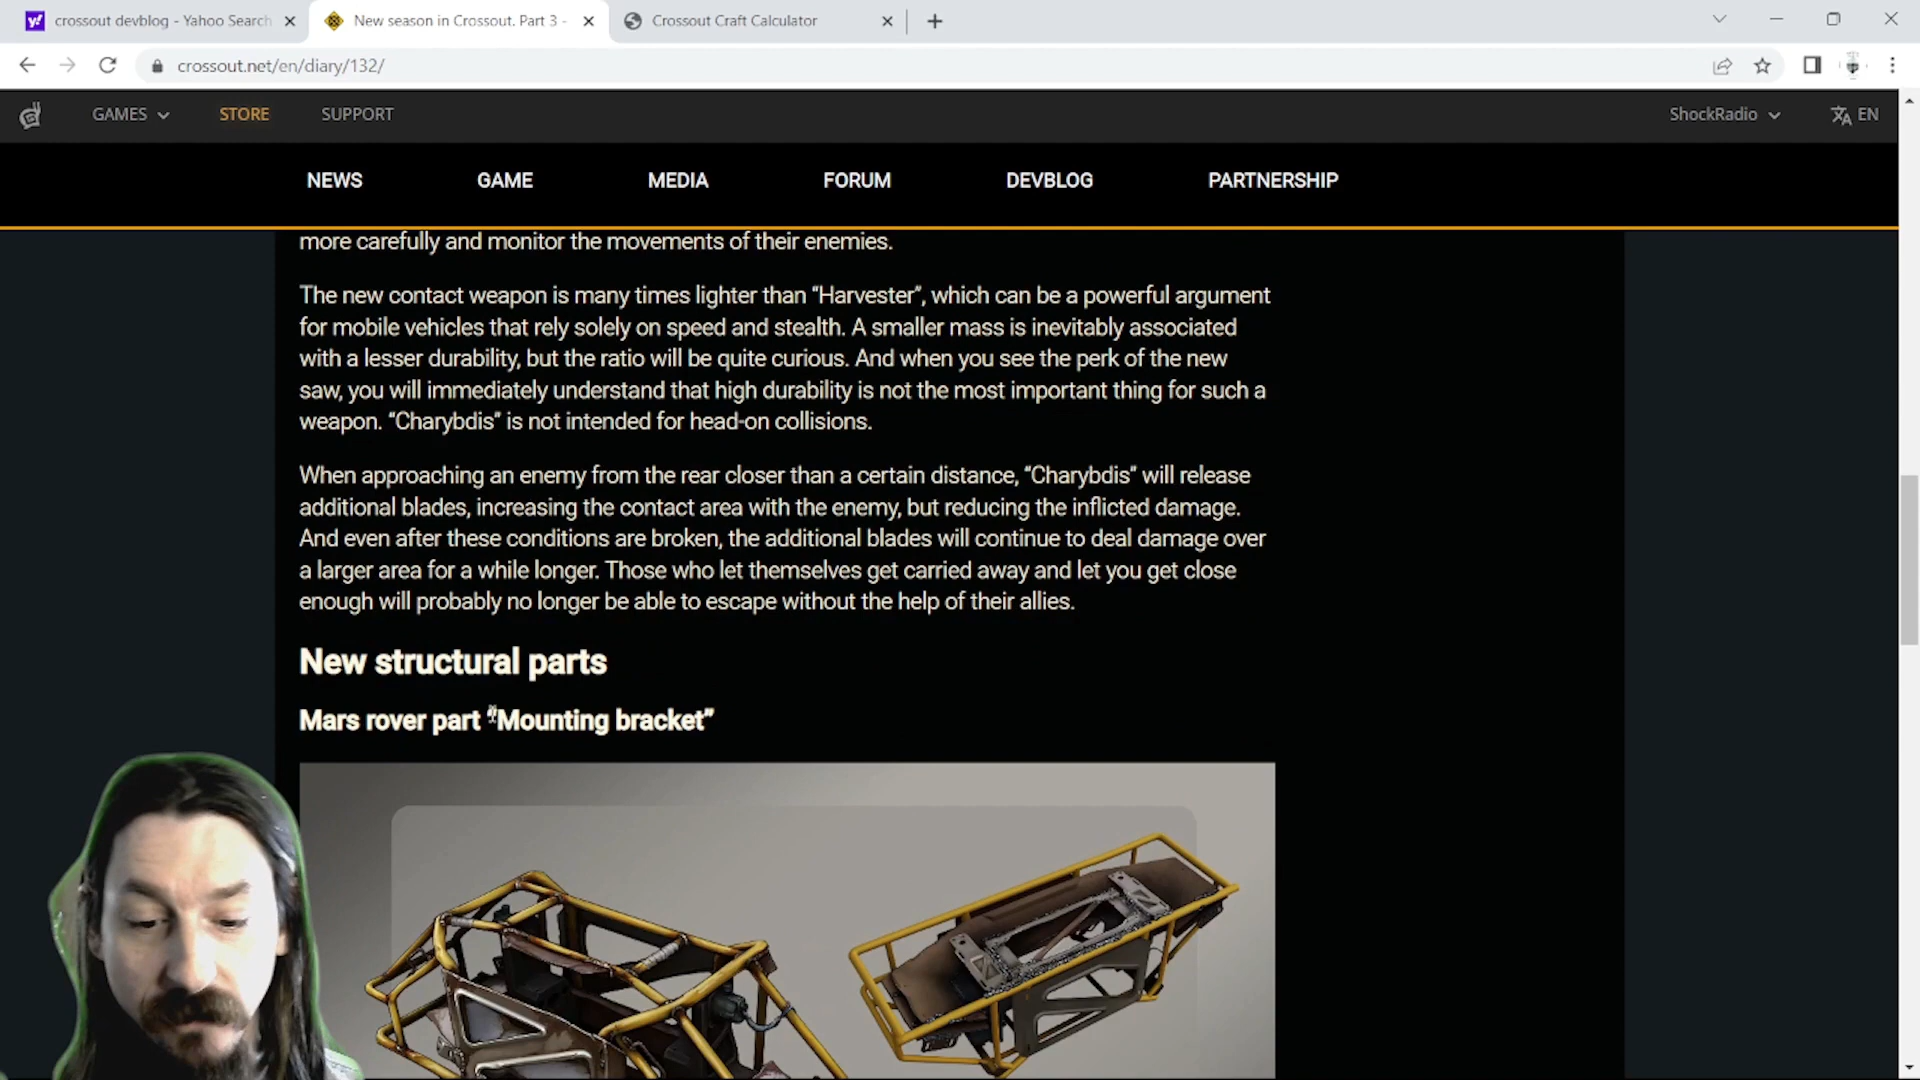 crossout devblog - Yahoo Search
New season in Crossout. Part 3 -
Crossout Craft Calculator
crossout.net/en/diary/132/
GAMES
STORE
SUPPORT
ShockRadio
EN
NEWS
GAME
MEDIA
FORUM
DEVBLOG
PARTNERSHIP
more carefully and monitor the movements of their enemies.
The new contact weapon is many times lighter than “Harvester”, which can be a powerful argument
for mobile vehicles that rely solely on speed and stealth. A smaller mass is inevitably associated
with a lesser durability, but the ratio will be quite curious. And when you see the perk of the new
saw, you will immediately understand that high durability is not the most important thing for such a
weapon. “Charybdis” is not intended for head-on collisions.
When approaching an enemy from the rear closer than a certain distance, “Charybdis” will release
additional blades, increasing the contact area with the enemy, but reducing the inflicted damage.
And even after these conditions are broken, the additional blades will continue to deal damage over
a larger area for a while longer. Those who let themselves get carried away and let you get close
enough will probably no longer be able to escape without the help of their allies.
New structural parts
Mars rover part “Mounting bracket”